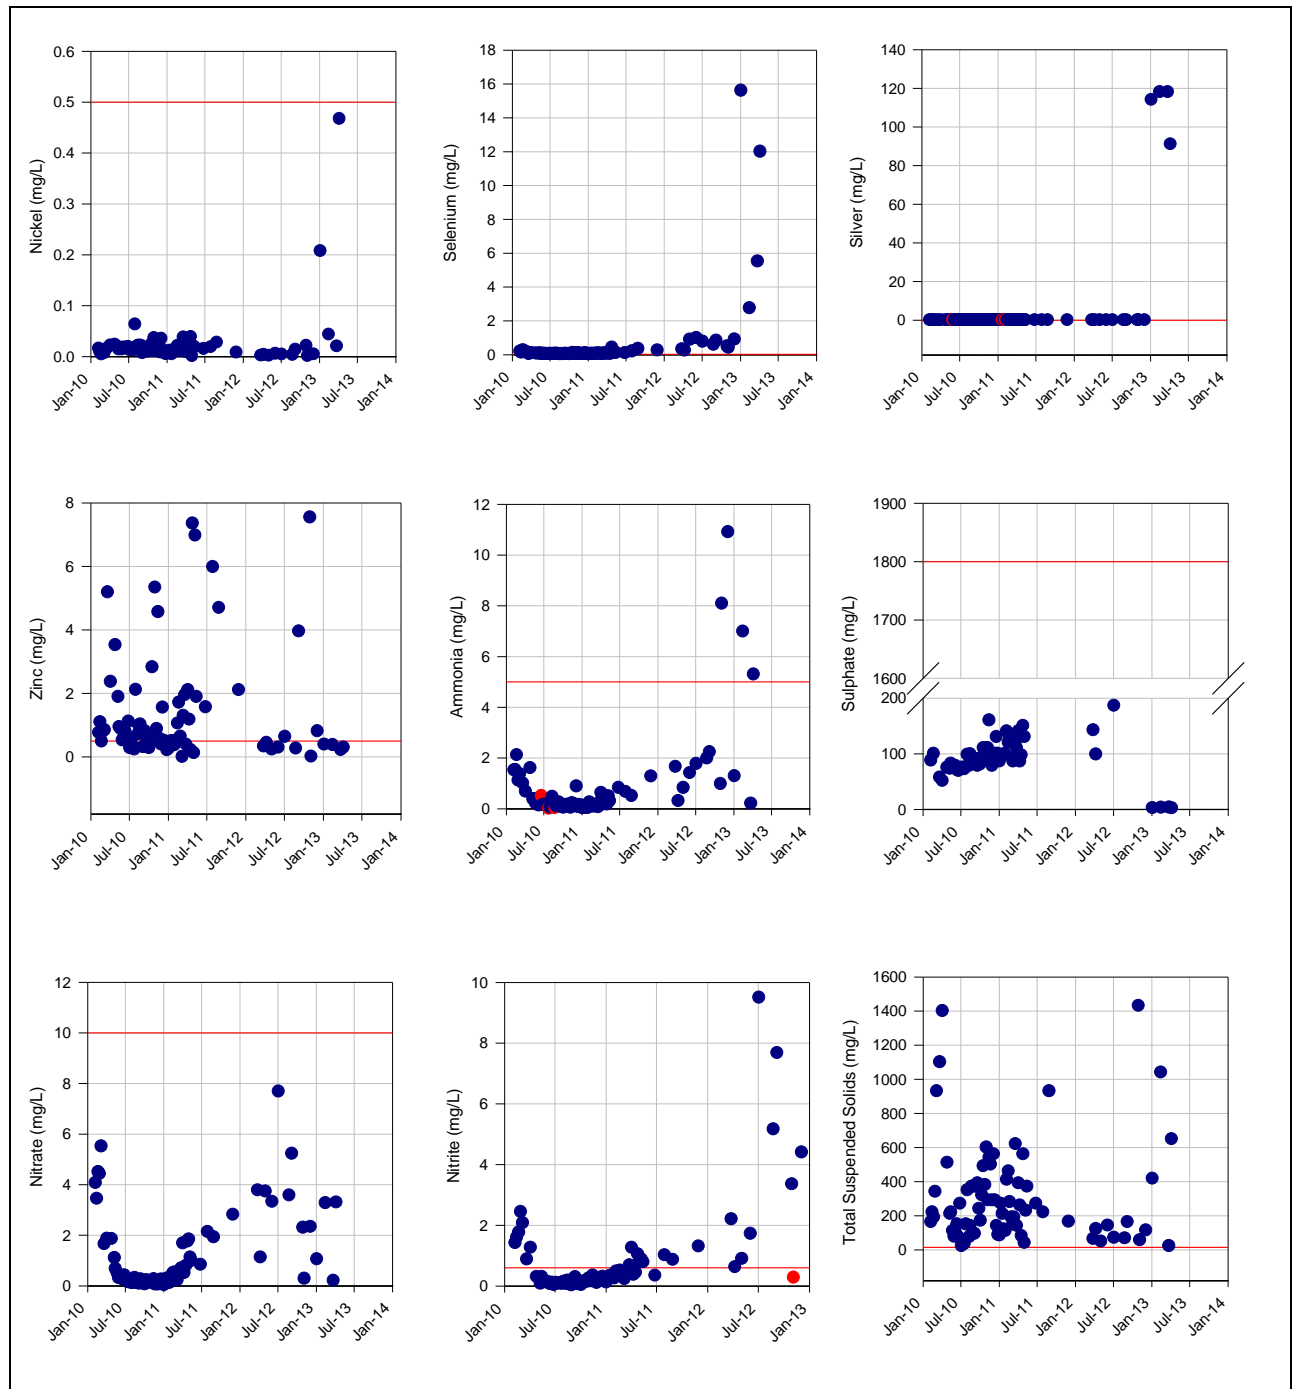 Nickel (mg/L)
0.6
0.5
0.4
0.3
0.2
0.1
0.0
Jan-10
Jul-10
Jan-11
Jul-11
Jan-12
Jul-12
Jan-13
Jul-13
Jan-14
Selenium (mg/L)
18
16
14
12
10
8
6
4
2
0
Jan-10
Jul-10
Jan-11
Jul-11
Jan-12
Jul-12
Jan-13
Jul-13
Jan-14
Silver (mg/L)
140
120
100
80
60
40
20
0
Jan-10
Jul-10
Jan-11
Jul-11
Jan-12
Jul-12
Jan-13
Jul-13
Jan-14
Zinc (mg/L)
8
6
4
2
0
Jan-10
Jul-10
Jan-11
Jul-11
Jan-12
Jul-12
Jan-13
Jul-13
Jan-14
Ammonia (mg/L)
12
10
8
6
4
2
0
Jan-10
Jul-10
Jan-11
Jul-11
Jan-12
Jul-12
Jan-13
Jul-13
Jan-14
Sulphate (mg/L)
1900
1800
1700
1600
200
100
0
Jan-10
Jul-10
Jan-11
Jul-11
Jan-12
Jul-12
Jan-13
Jul-13
Jan-14
Nitrate (mg/L)
12
10
8
6
4
2
0
Jan-10
Jul-10
Jan-11
Jul-11
Jan-12
Jul-12
Jan-13
Jul-13
Jan-14
Nitrite (mg/L)
10
8
6
4
2
0
Jan-10
Jul-10
Jan-11
Jul-11
Jan-12
Jul-12
Jan-13
Total Suspended Solids (mg/L)
1600
1400
1200
1000
800
600
400
200
0
Jan-10
Jul-10
Jan-11
Jul-11
Jan-12
Jul-12
Jan-13
Jul-13
Jan-14